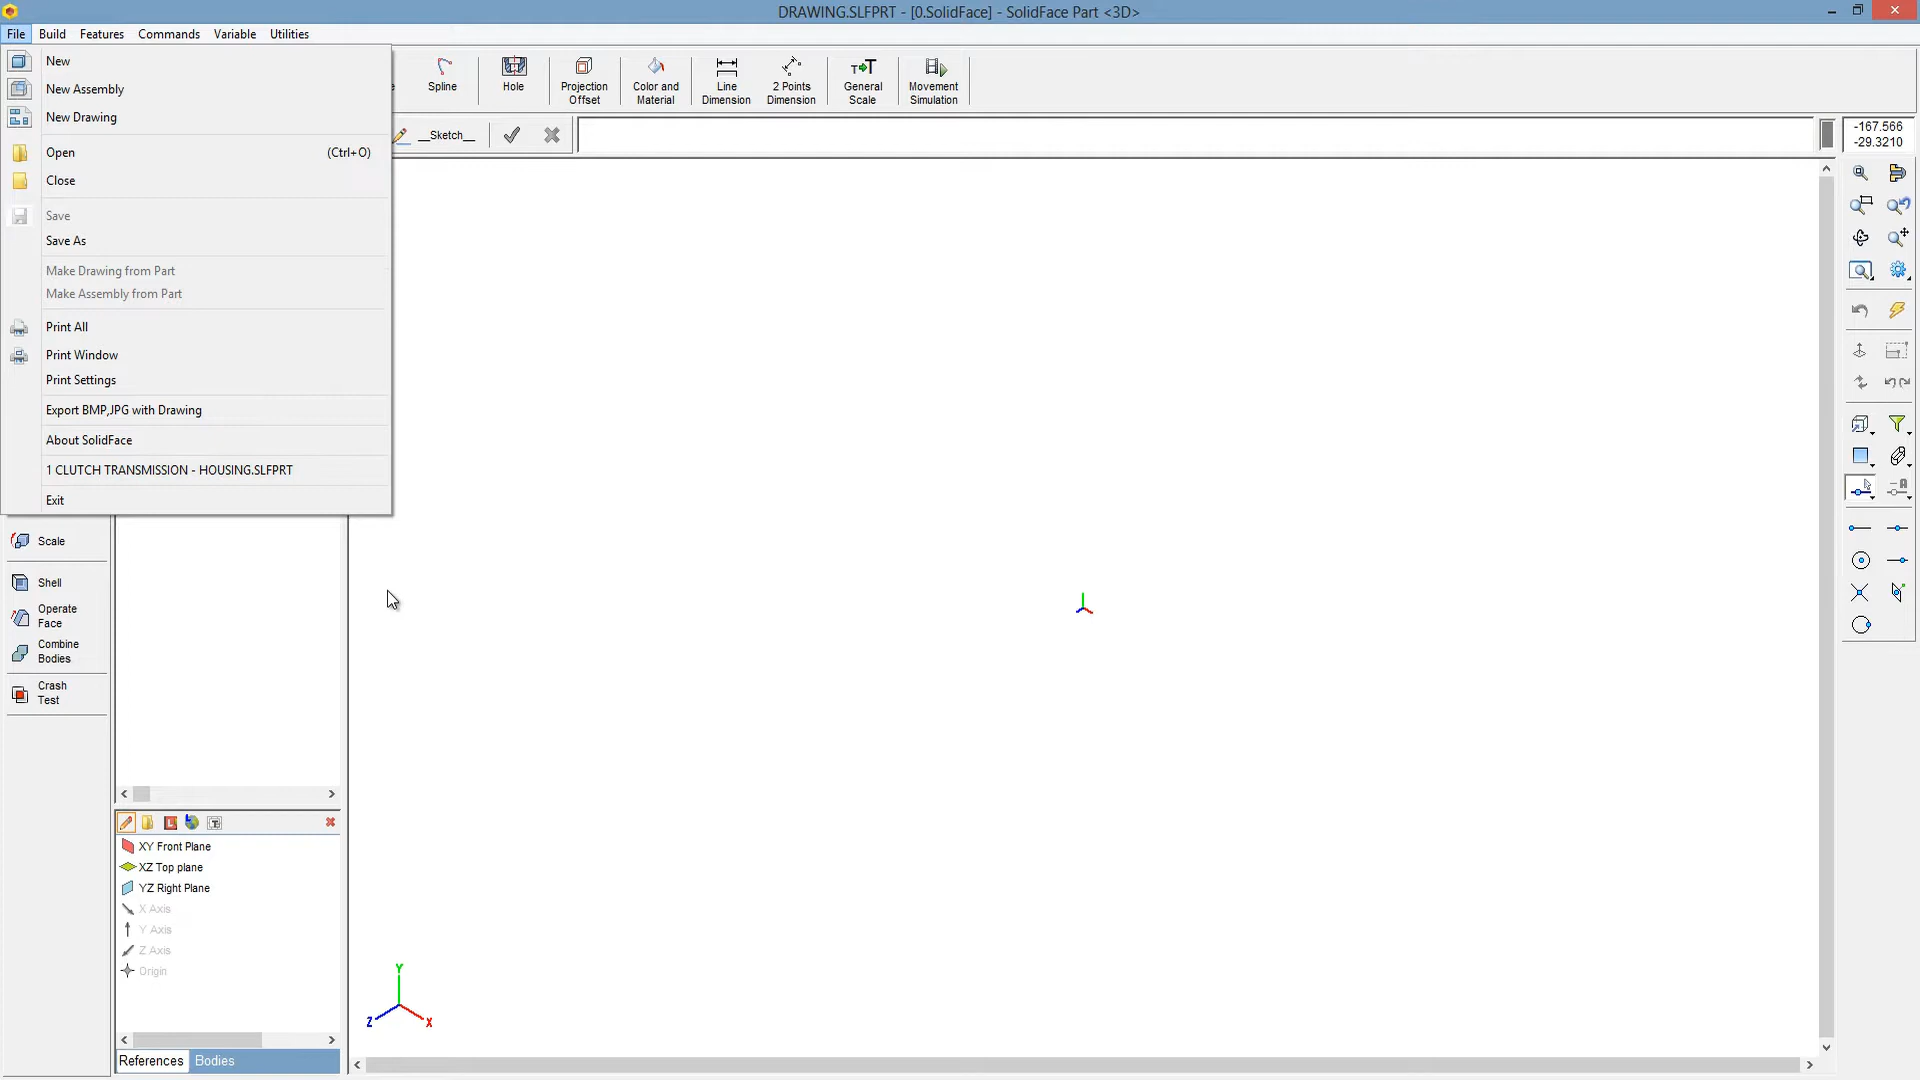 DRAWING.SLFPRT - [0.SolidFace] - SolidFace Part <3D>
File Build Features Commands Variable Utilities
New
New Assembly
New Drawing
Open (Ctrl+O)
Close
Save
Save As
Make Drawing from Part
Make Assembly from Part
Print All
Print Window
Print Settings
Export BMP,JPG with Drawing
About SolidFace
1 CLUTCH TRANSMISSION - HOUSING.SLFPRT
Exit
Spline
Hole
Projection
Offset
Color and
Material
Line
Dimension
2 Points
Dimension
General
Scale
Movement
Simulation
__Sketch__
-167.566
-29.3210
Scale
Shell
Operate
Face
Combine
Bodies
Crash
Test
XY Front Plane
XZ Top plane
YZ Right Plane
X Axis
Y Axis
Z Axis
Origin
References Bodies
Y
Z
X